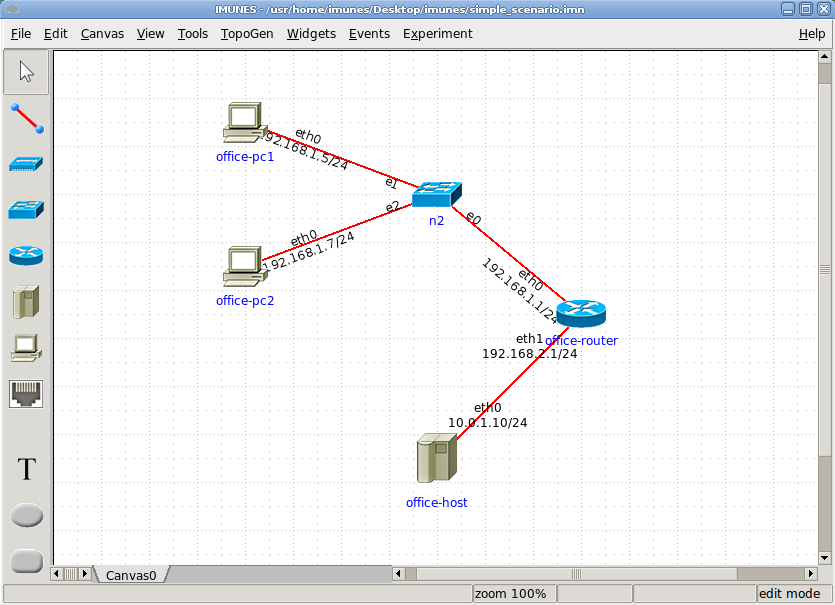 IMUNES - /usr/home/imunes/Desktop/imunes/simple_scenario.imn
File Edit Canvas View Tools TopoGen Widgets Events Experiment Help
eth0
92.168.1.5/24
office-pc1
e1
n2
e2
e0
eth0
192.168.1.7/24
office-pc2
eth0
192.168.1.1/24
office-router
eth1
192.168.2.1/24
eth0
10.0.1.10/24
office-host
T
Canvas0
zoom 100%
edit mode